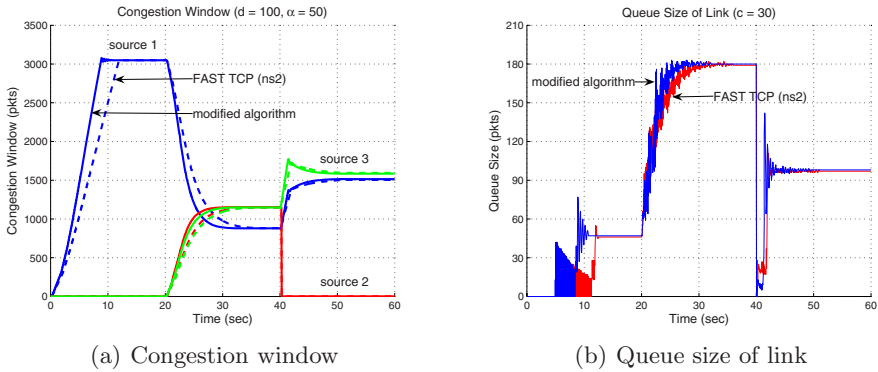 Congestion Window (d = 100, α = 50)
4000
3500
3000
2500
2000
1500
1000
500
0
Congestion Window (pkts)
source 1
FAST TCP (ns2)
modified algorithm
source 3
source 2
0 10 20 30 40 50 60
Time (sec)
(a) Congestion window
Queue Size of Link (c = 30)
210
180
150
120
90
60
30
0
Queue Size (pkts)
modified algorithm
FAST TCP (ns2)
0 10 20 30 40 50 60
Time (sec)
(b) Queue size of link